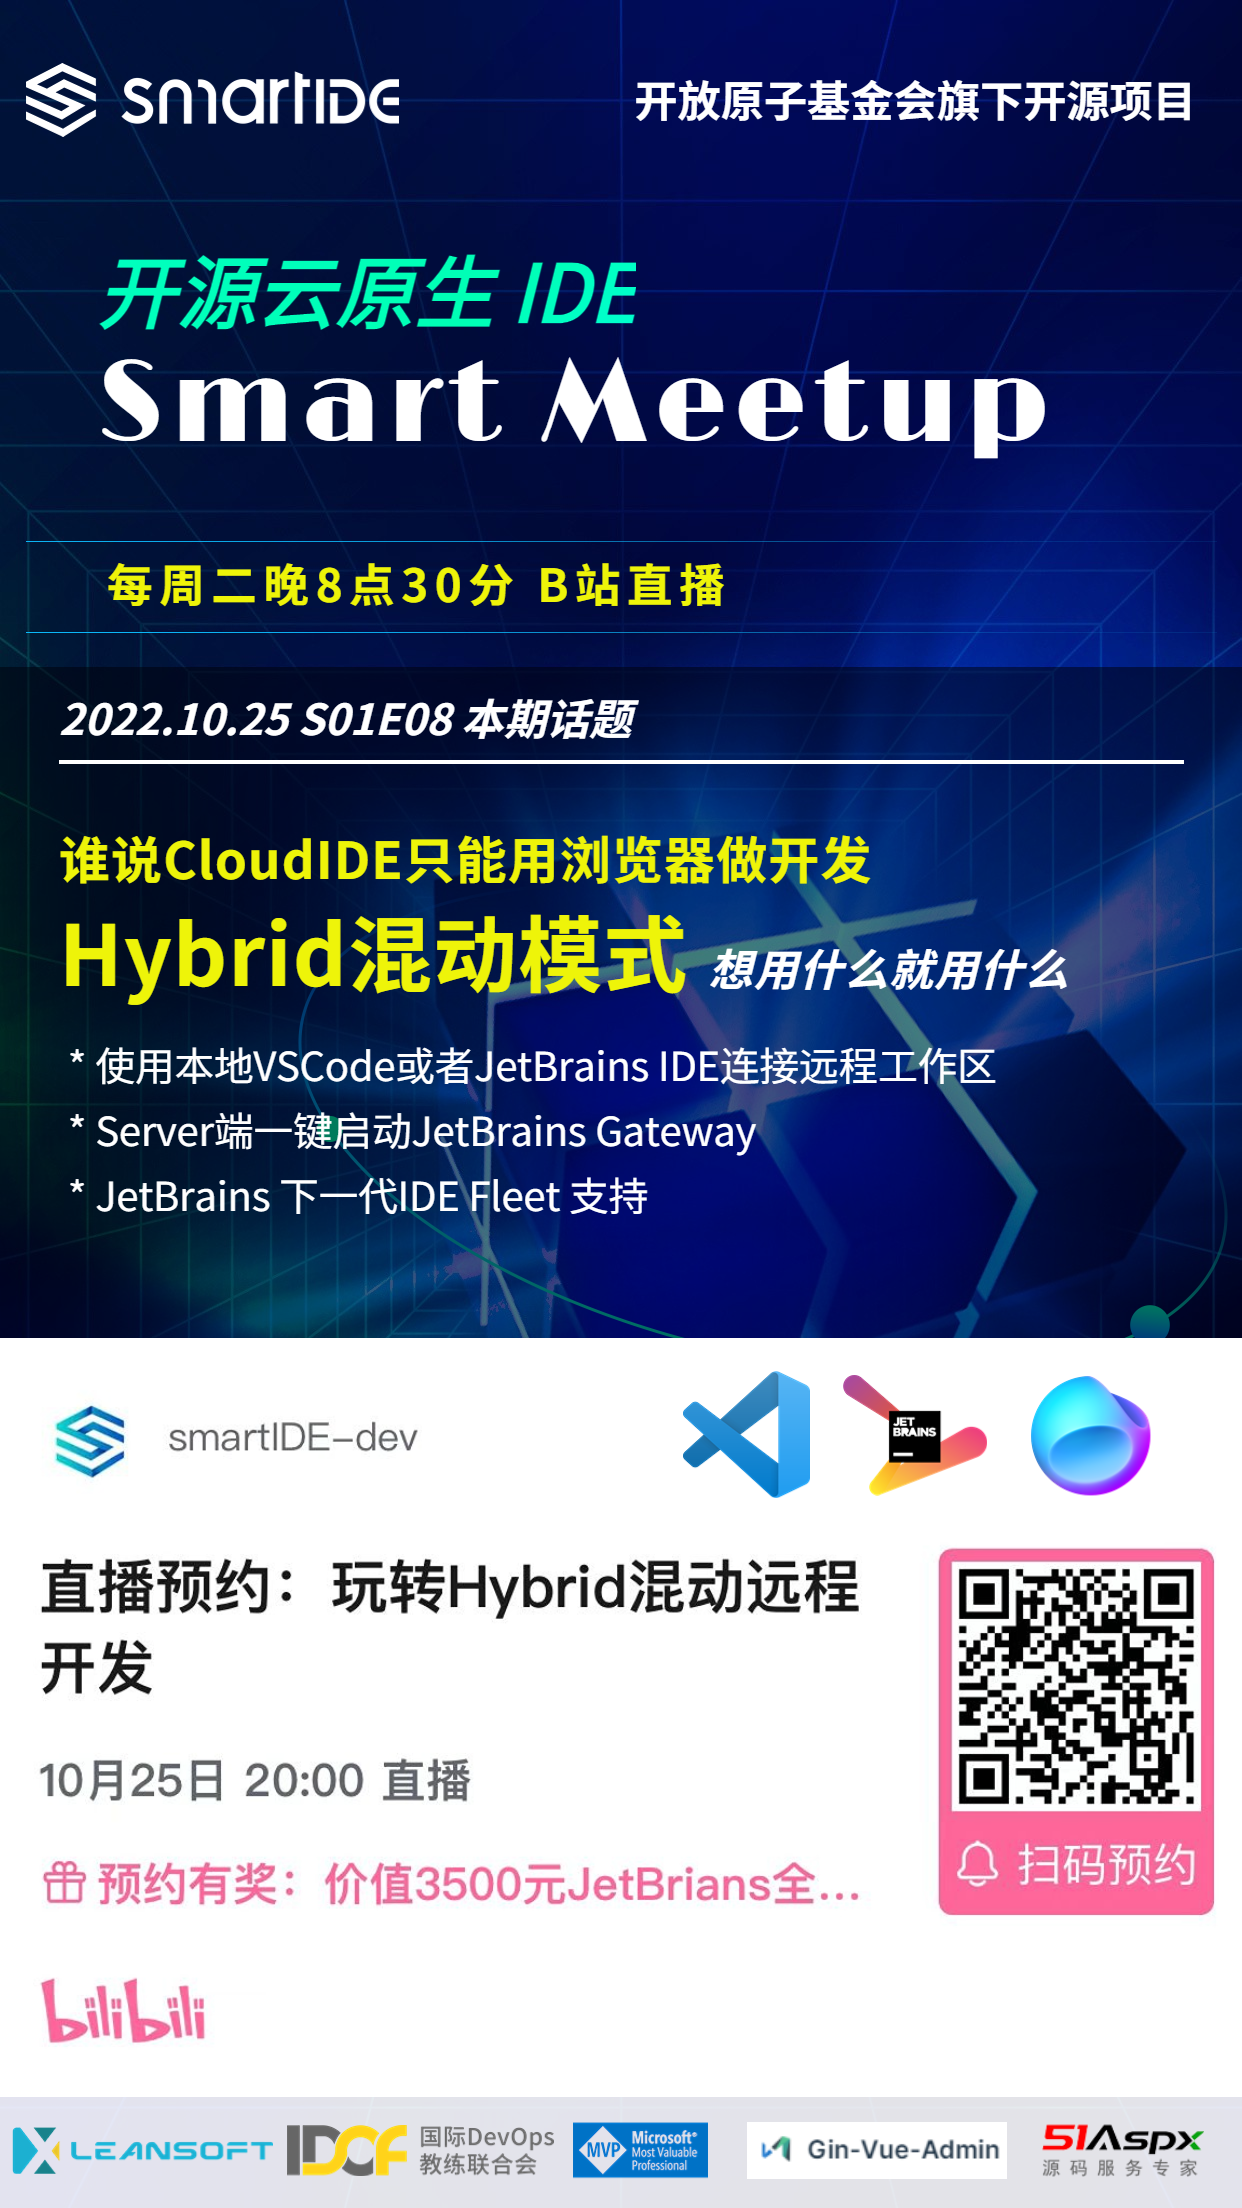 smartIDE
开放原子基金会旗下开源项目
开源云原生 IDE
Smart Meetup
每周二晚8点30分 B站直播
2022.10.25 S01E08 本期话题
谁说CloudIDE只能用浏览器做开发
Hybrid混动模式 想用什么就用什么
* 使用本地VSCode或者JetBrains IDE连接远程工作区
* Server端一键启动JetBrains Gateway
* JetBrains 下一代IDE Fleet 支持
smartIDE-dev
JET
BRAINS
直播预约：玩转Hybrid混动远程
开发
10月25日 20:00 直播
预约有奖：价值3500元JetBrians全...
扫码预约
bilibili
LEANSOFT
IDCF 国际DevOps
教练联合会
MVP Microsoft®
Most Valuable
Professional
Gin-Vue-Admin
51Aspx
源码服务专家